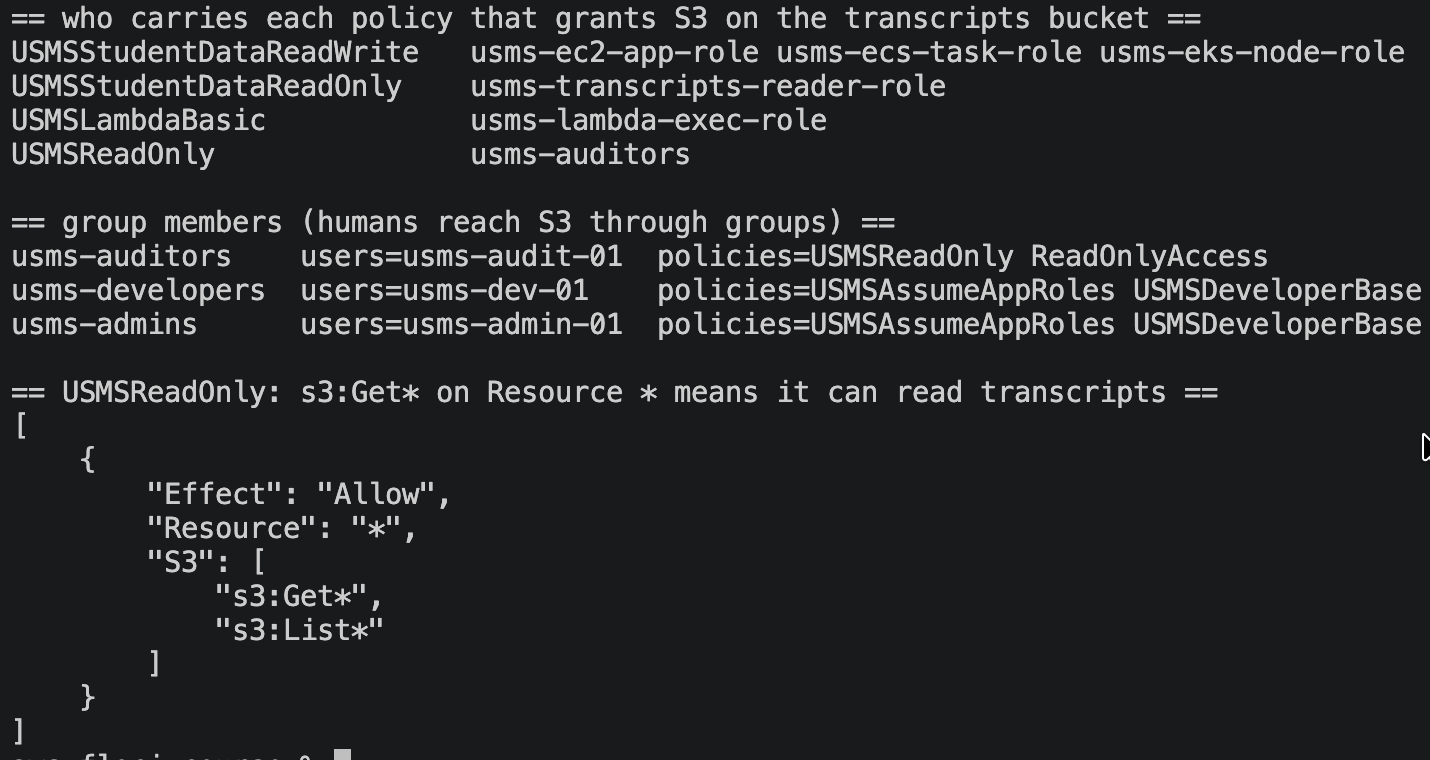 == who carries each policy that grants S3 on the transcripts bucket ==
USMSStudentDataReadWrite   usms-ec2-app-role usms-ecs-task-role usms-eks-node-role
USMSStudentDataReadOnly    usms-transcripts-reader-role
USMSLambdaBasic            usms-lambda-exec-role
USMSReadOnly               usms-auditors

== group members (humans reach S3 through groups) ==
usms-auditors    users=usms-audit-01  policies=USMSReadOnly ReadOnlyAccess
usms-developers  users=usms-dev-01    policies=USMSAssumeAppRoles USMSDeveloperBase
usms-admins      users=usms-admin-01  policies=USMSAssumeAppRoles USMSDeveloperBase

== USMSReadOnly: s3:Get* on Resource * means it can read transcripts ==
[
    {
        "Effect": "Allow",
        "Resource": "*",
        "S3": [
            "s3:Get*",
            "s3:List*"
        ]
    }
]